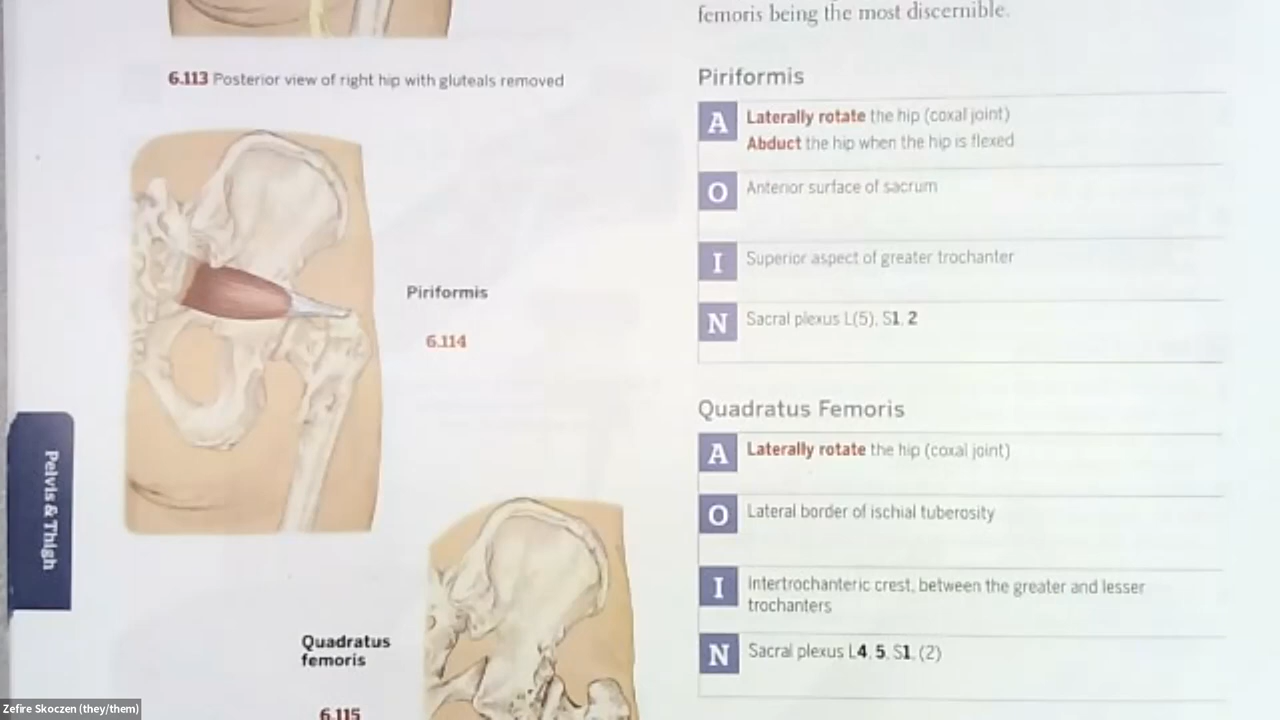 femoris being the most discernible.
6.113 Posterior view of right hip with gluteals removed
Piriformis
6.114
Quadratus
femoris
6.115
Pelvis & Thigh
Piriformis
A Laterally rotate the hip (coxal joint)
Abduct the hip when the hip is flexed
O Anterior surface of sacrum
I Superior aspect of greater trochanter
N Sacral plexus L(5), S1, 2
Quadratus Femoris
A Laterally rotate the hip (coxal joint)
O Lateral border of ischial tuberosity
I Intertrochanteric crest, between the greater and lesser
trochanters
N Sacral plexus L4, 5, S1, (2)
Zefire Skoczen (they/them)